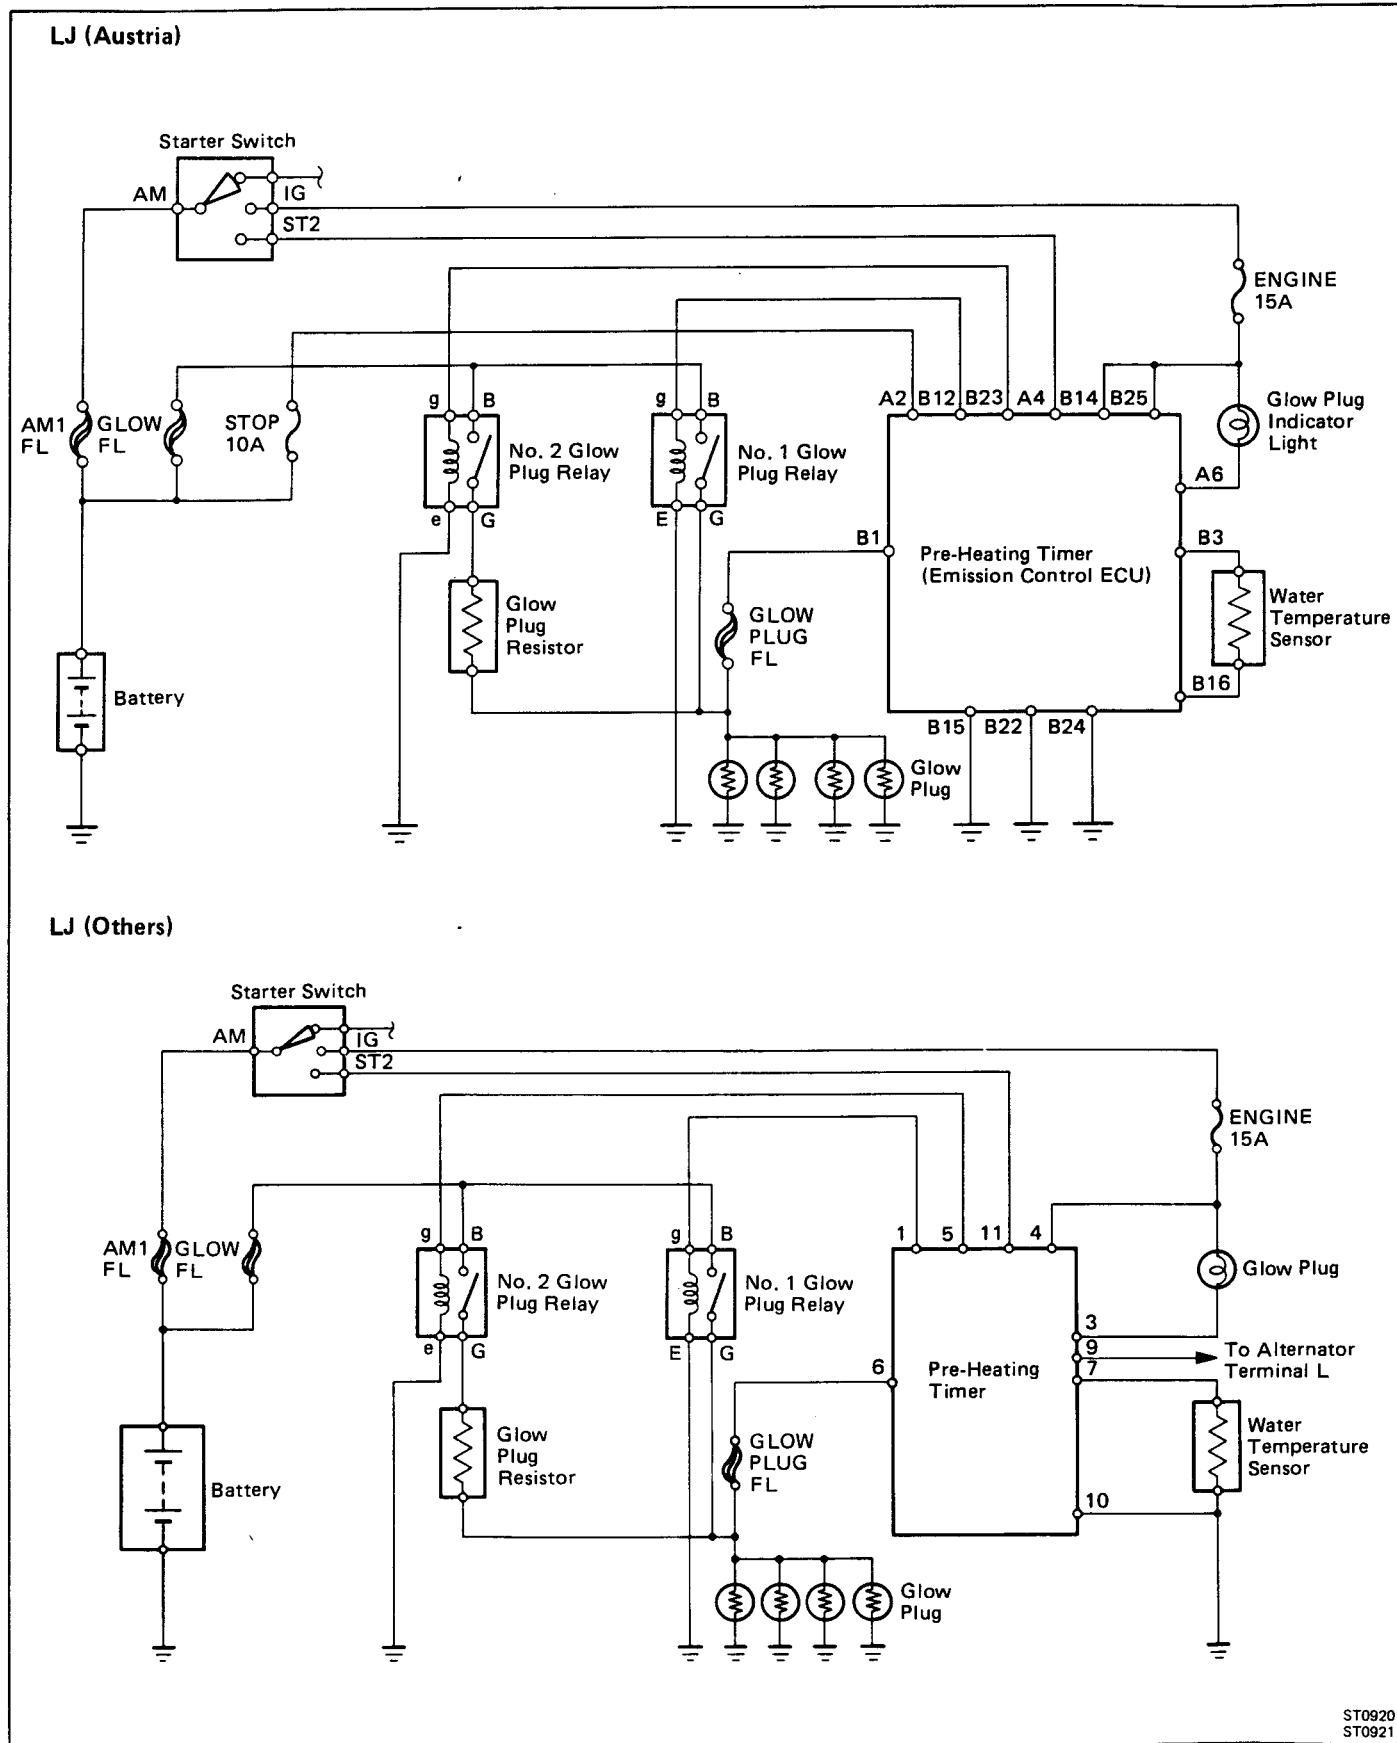 LJ (Austria)
Starter Switch
AM
IG
ST2
ENGINE
15A
AM1
FL
GLOW
FL
STOP
10A
g
B
No. 2 Glow
Plug Relay
e
G
g
B
No. 1 Glow
Plug Relay
E
G
A2
B12
B23
A4
B14
B25
Glow Plug
Indicator
Light
A6
B1
Pre-Heating Timer
(Emission Control ECU)
B3
Water
Temperature
Sensor
B16
Glow
Plug
Resistor
GLOW
PLUG
FL
Battery
B15
B22
B24
Glow
Plug
LJ (Others)
Starter Switch
AM
IG
ST2
ENGINE
15A
AM1
FL
GLOW
FL
g
B
No. 2 Glow
Plug Relay
e
G
g
B
No. 1 Glow
Plug Relay
E
G
1
5
11
4
Glow Plug
3
9
To Alternator
Terminal L
7
6
Pre-Heating
Timer
Water
Temperature
Sensor
10
Glow
Plug
Resistor
GLOW
PLUG
FL
Battery
Glow
Plug
ST0920
ST0921